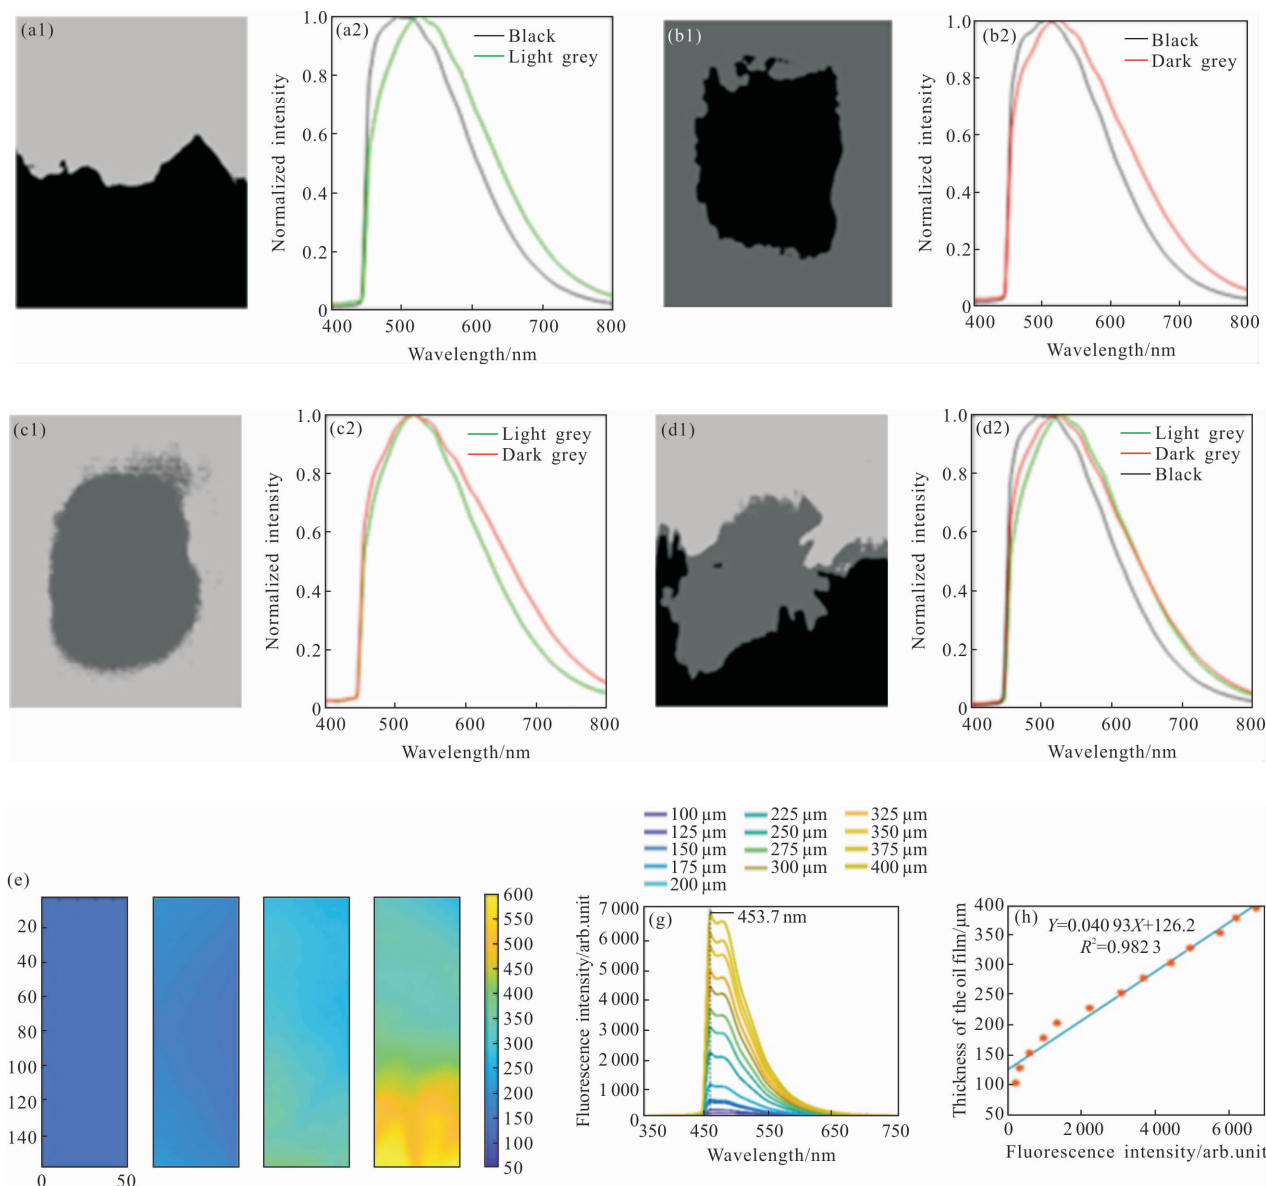 (a1)
(a2)
Black
Light grey
1.0
0.8
0.6
0.4
0.2
0
Normalized intensity
400 500 600 700 800
Wavelength/nm
(b1)
(b2)
Black
Dark grey
1.0
0.8
0.6
0.4
0.2
0
Normalized intensity
400 500 600 700 800
Wavelength/nm
(c1)
(c2)
Light grey
Dark grey
1.0
0.8
0.6
0.4
0.2
0
Normalized intensity
400 500 600 700 800
Wavelength/nm
(d1)
(d2)
Light grey
Dark grey
Black
1.0
0.8
0.6
0.4
0.2
0
Normalized intensity
400 500 600 700 800
Wavelength/nm
(e)
20
40
60
80
100
120
140
0 50
600
550
500
450
400
350
300
250
200
150
100
50
100 μm 225 μm 325 μm
125 μm 250 μm 350 μm
150 μm 275 μm 375 μm
175 μm 300 μm 400 μm
200 μm
(g)
453.7 nm
7 000
6 000
5 000
4 000
3 000
2 000
1 000
0
Fluorescence intensity/arb.unit
350 450 550 650 750
Wavelength/nm
(h)
Y=0.040 93X+126.2
R²=0.982 3
400
350
300
250
200
150
100
50
Thickness of the oil film/μm
0 2 000 4 000 6 000
Fluorescence intensity/arb.unit